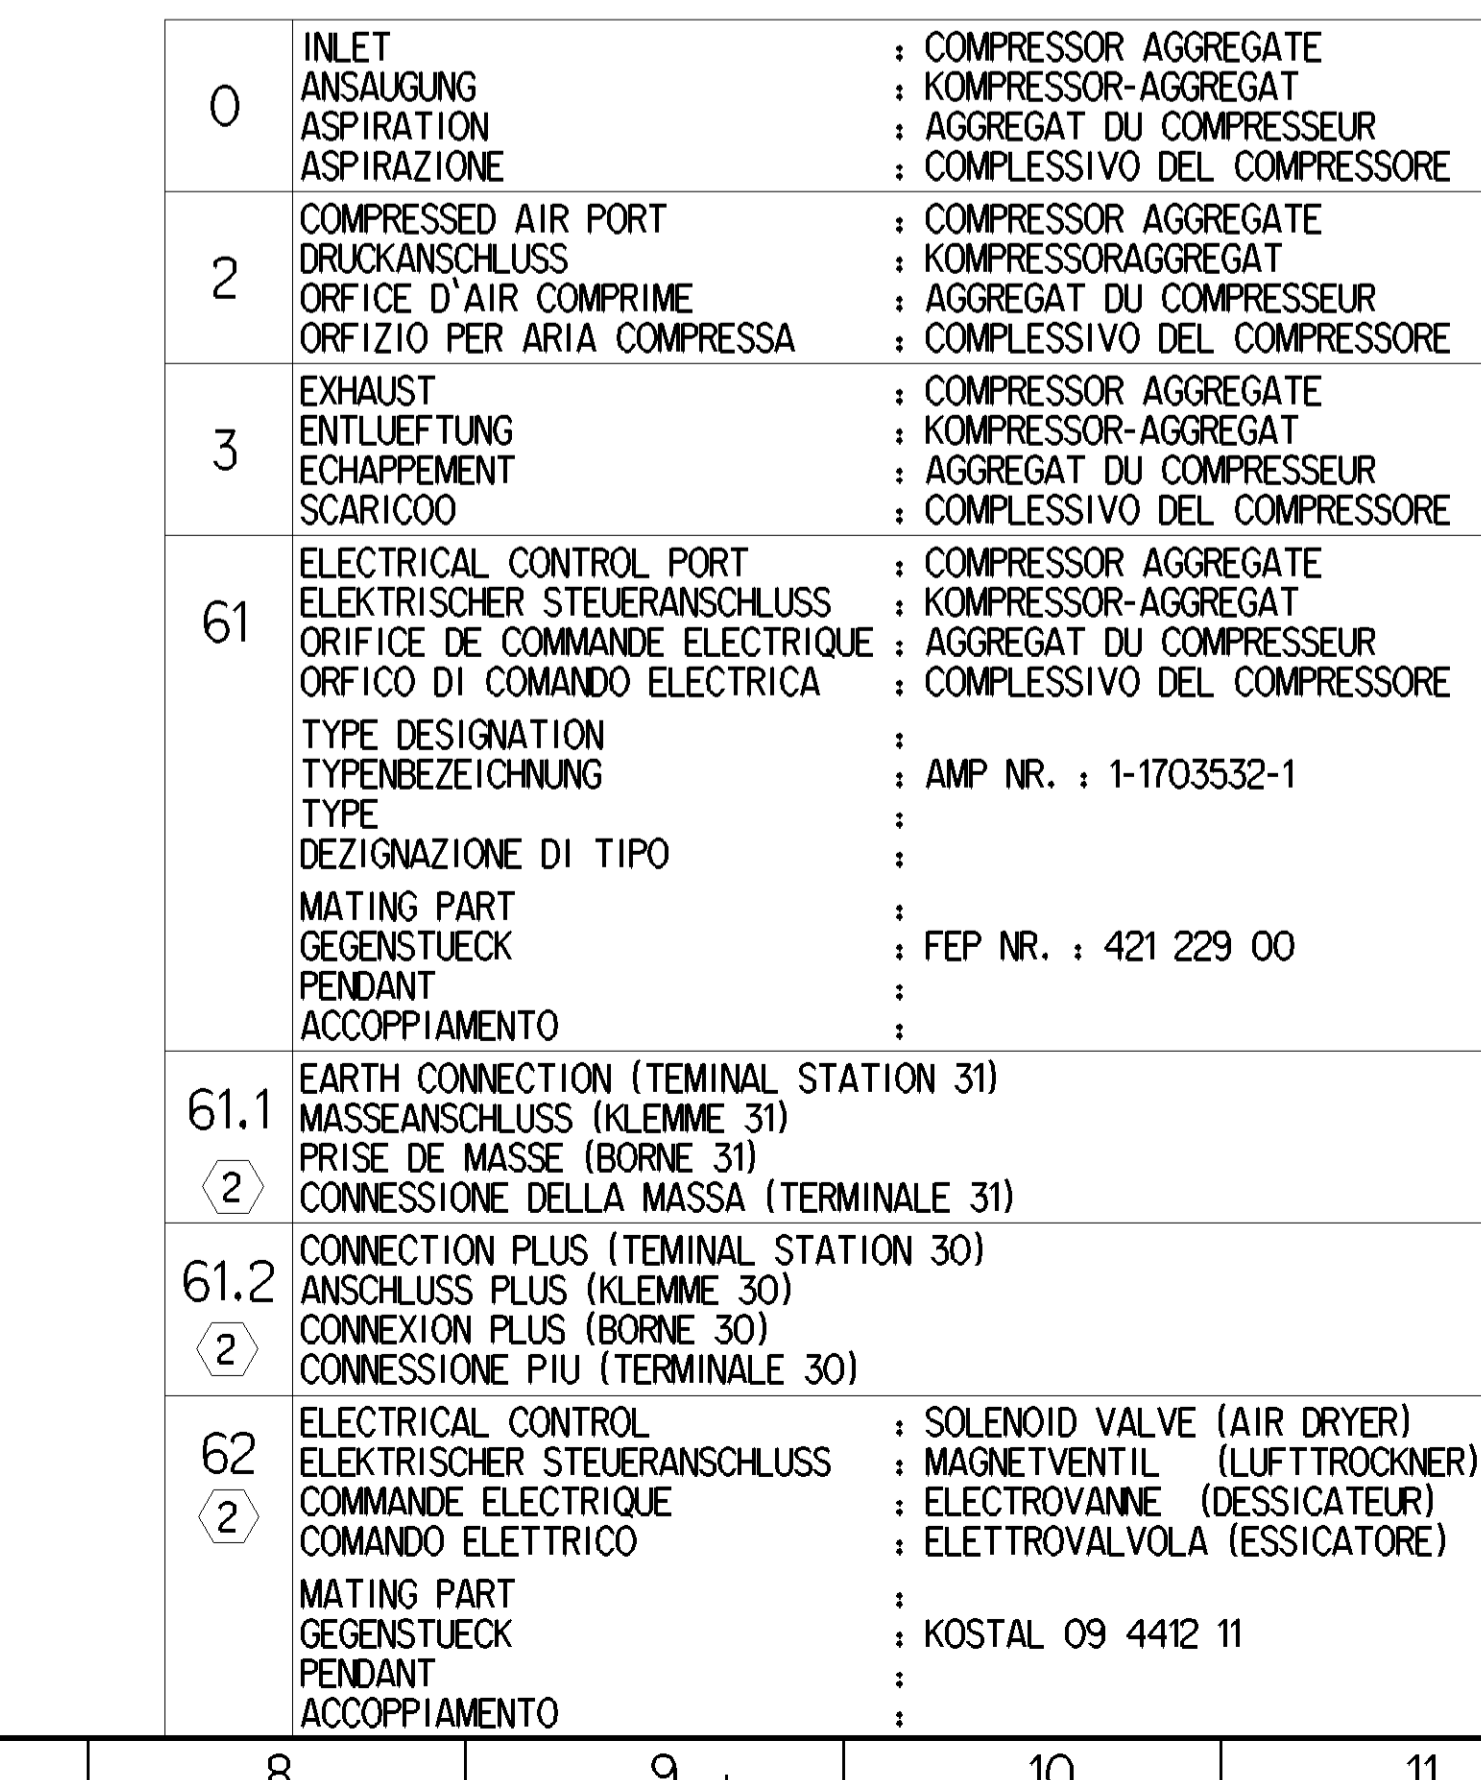 0
INLET : COMPRESSOR AGGREGATE
ANSAUGUNG : KOMPRESSOR-AGGREGAT
ASPIRATION : AGGREGAT DU COMPRESSEUR
ASPIRAZIONE : COMPLESSIVO DEL COMPRESSORE
2
COMPRESSED AIR PORT : COMPRESSOR AGGREGATE
DRUCKANSCHLUSS : KOMPRESSORAGGREGAT
ORFICE D`AIR COMPRIME : AGGREGAT DU COMPRESSEUR
ORFIZIO PER ARIA COMPRESSA : COMPLESSIVO DEL COMPRESSORE
3
EXHAUST : COMPRESSOR AGGREGATE
ENTLUEFTUNG : KOMPRESSOR-AGGREGAT
ECHAPPEMENT : AGGREGAT DU COMPRESSEUR
SCARICOO : COMPLESSIVO DEL COMPRESSORE
61
ELECTRICAL CONTROL PORT : COMPRESSOR AGGREGATE
ELEKTRISCHER STEUERANSCHLUSS : KOMPRESSOR-AGGREGAT
ORIFICE DE COMMANDE ELECTRIQUE : AGGREGAT DU COMPRESSEUR
ORFICO DI COMANDO ELECTRICA : COMPLESSIVO DEL COMPRESSORE
TYPE DESIGNATION :
TYPENBEZEICHNUNG : AMP NR. : 1-1703532-1
TYPE :
DEZIGNAZIONE DI TIPO :
MATING PART :
GEGENSTUECK : FEP NR. : 421 229 00
PENDANT :
ACCOPPIAMENTO :
61.1
2
EARTH CONNECTION (TEMINAL STATION 31)
MASSEANSCHLUSS (KLEMME 31)
PRISE DE MASSE (BORNE 31)
CONNESSIONE DELLA MASSA (TERMINALE 31)
61.2
2
CONNECTION PLUS (TEMINAL STATION 30)
ANSCHLUSS PLUS (KLEMME 30)
CONNEXION PLUS (BORNE 30)
CONNESSIONE PIU (TERMINALE 30)
62
2
ELECTRICAL CONTROL : SOLENOID VALVE (AIR DRYER)
ELEKTRISCHER STEUERANSCHLUSS : MAGNETVENTIL (LUFTTROCKNER)
COMMANDE ELECTRIQUE : ELECTROVANNE (DESSICATEUR)
COMANDO ELETTRICO : ELETTROVALVOLA (ESSICATORE)
MATING PART :
GEGENSTUECK : KOSTAL 09 4412 11
PENDANT :
ACCOPPIAMENTO :
8 9 10 11